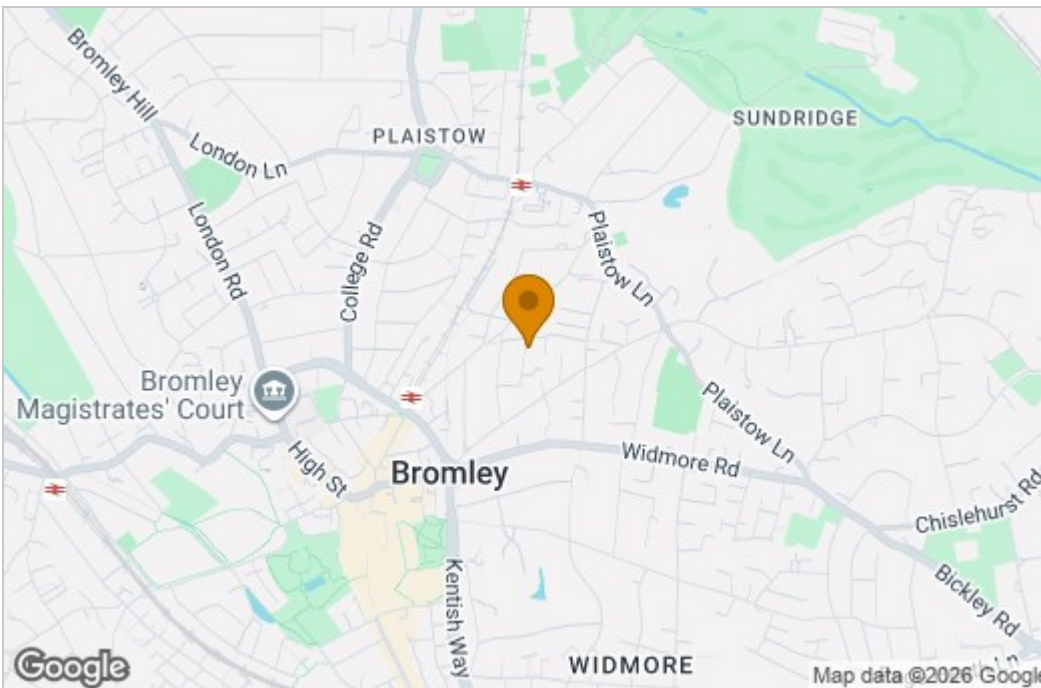 Bromley Hill
London Ln
PLAISTOW
SUNDRIDGE
London Rd
College Rd
Plaistow Ln
Bromley
Magistrates' Court
Plaistow Ln
High St
Bromley
Widmore Rd
Chislehurst Rd
Kentish Way
Bickley Rd
WIDMORE
Google
Map data ©2026 Google